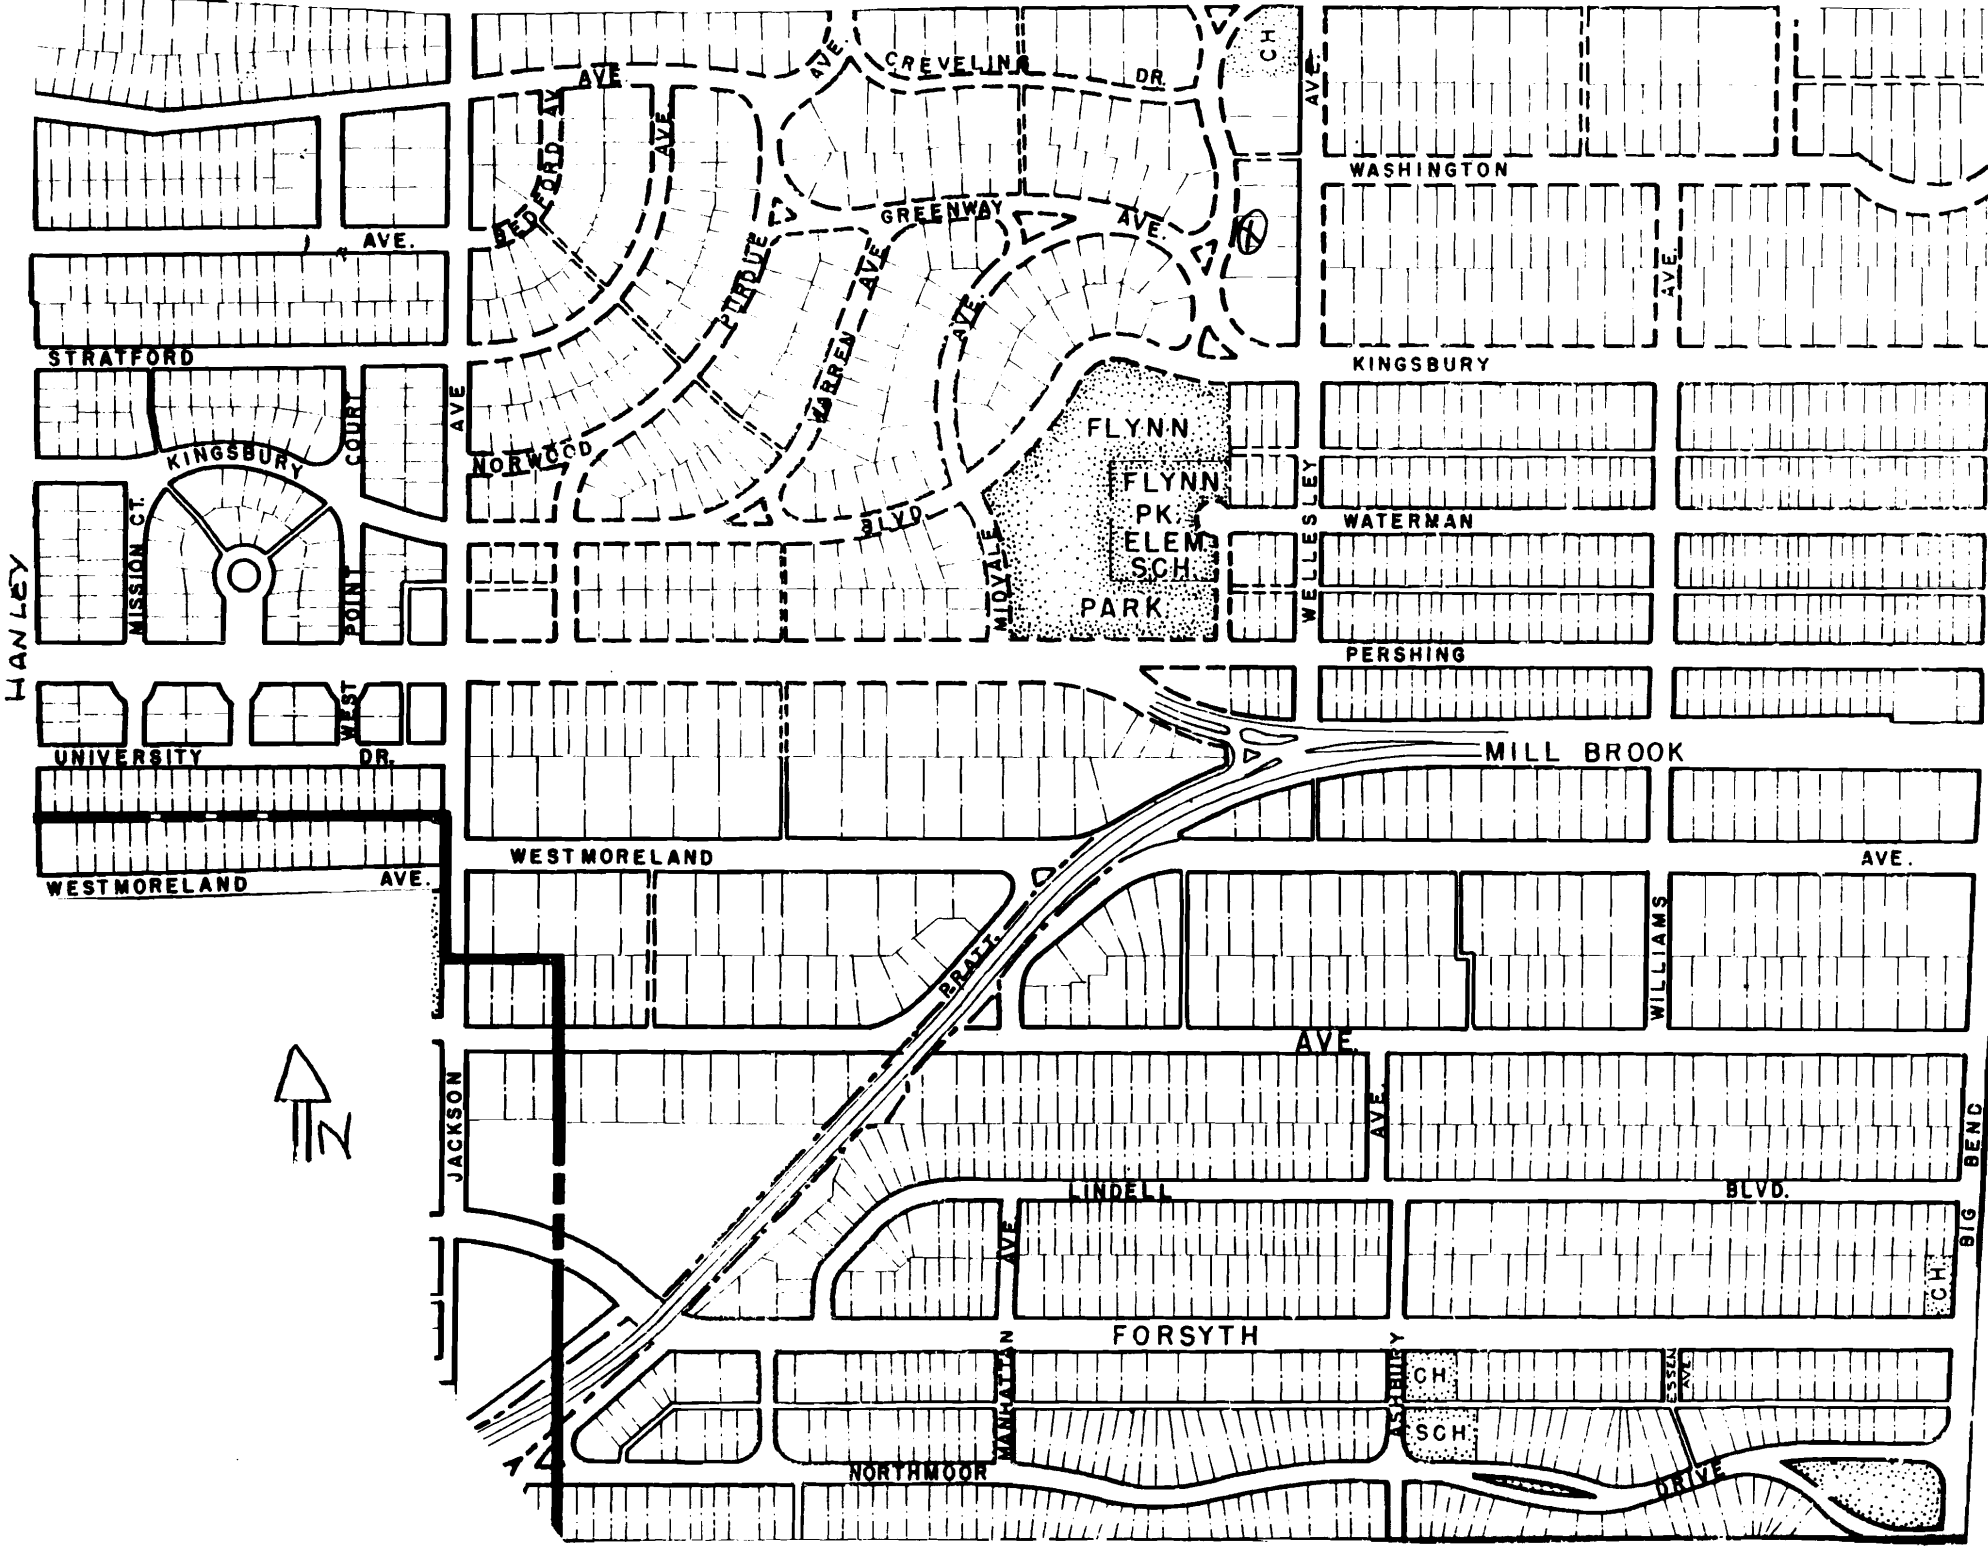 CH
AVE.
CREVELING
DR.
AVE
AVE.
BEDFORD AV.
AVE.
WASHINGTON
GREENWAY
AVE.
AVE.
PURDUE
WARREN AVE
AVE.
AVE.
STRATFORD
KINGSBURY
COURT
AVE
FLYNN
NORWOOD
KINGSBURY
FLYNN
PK.
ELEM.
SCH.
PARK
BLVD.
WATERMAN
WELLESLEY
MIDVALE
MISSION CT.
POINT
HANLEY
PERSHING
WEST
UNIVERSITY
DR.
MILL BROOK
WESTMORELAND
AVE.
WESTMORELAND
AVE.
PRATT
WILLIAMS
AVE.
AVE.
N
JACKSON
BIG BEND
LINDELL
BLVD.
AVE.
CH.
FORSYTH
MANHATTAN
ASHBURY
CH
ESSEN AVE.
SCH
NORTHMOOR
DRIVE